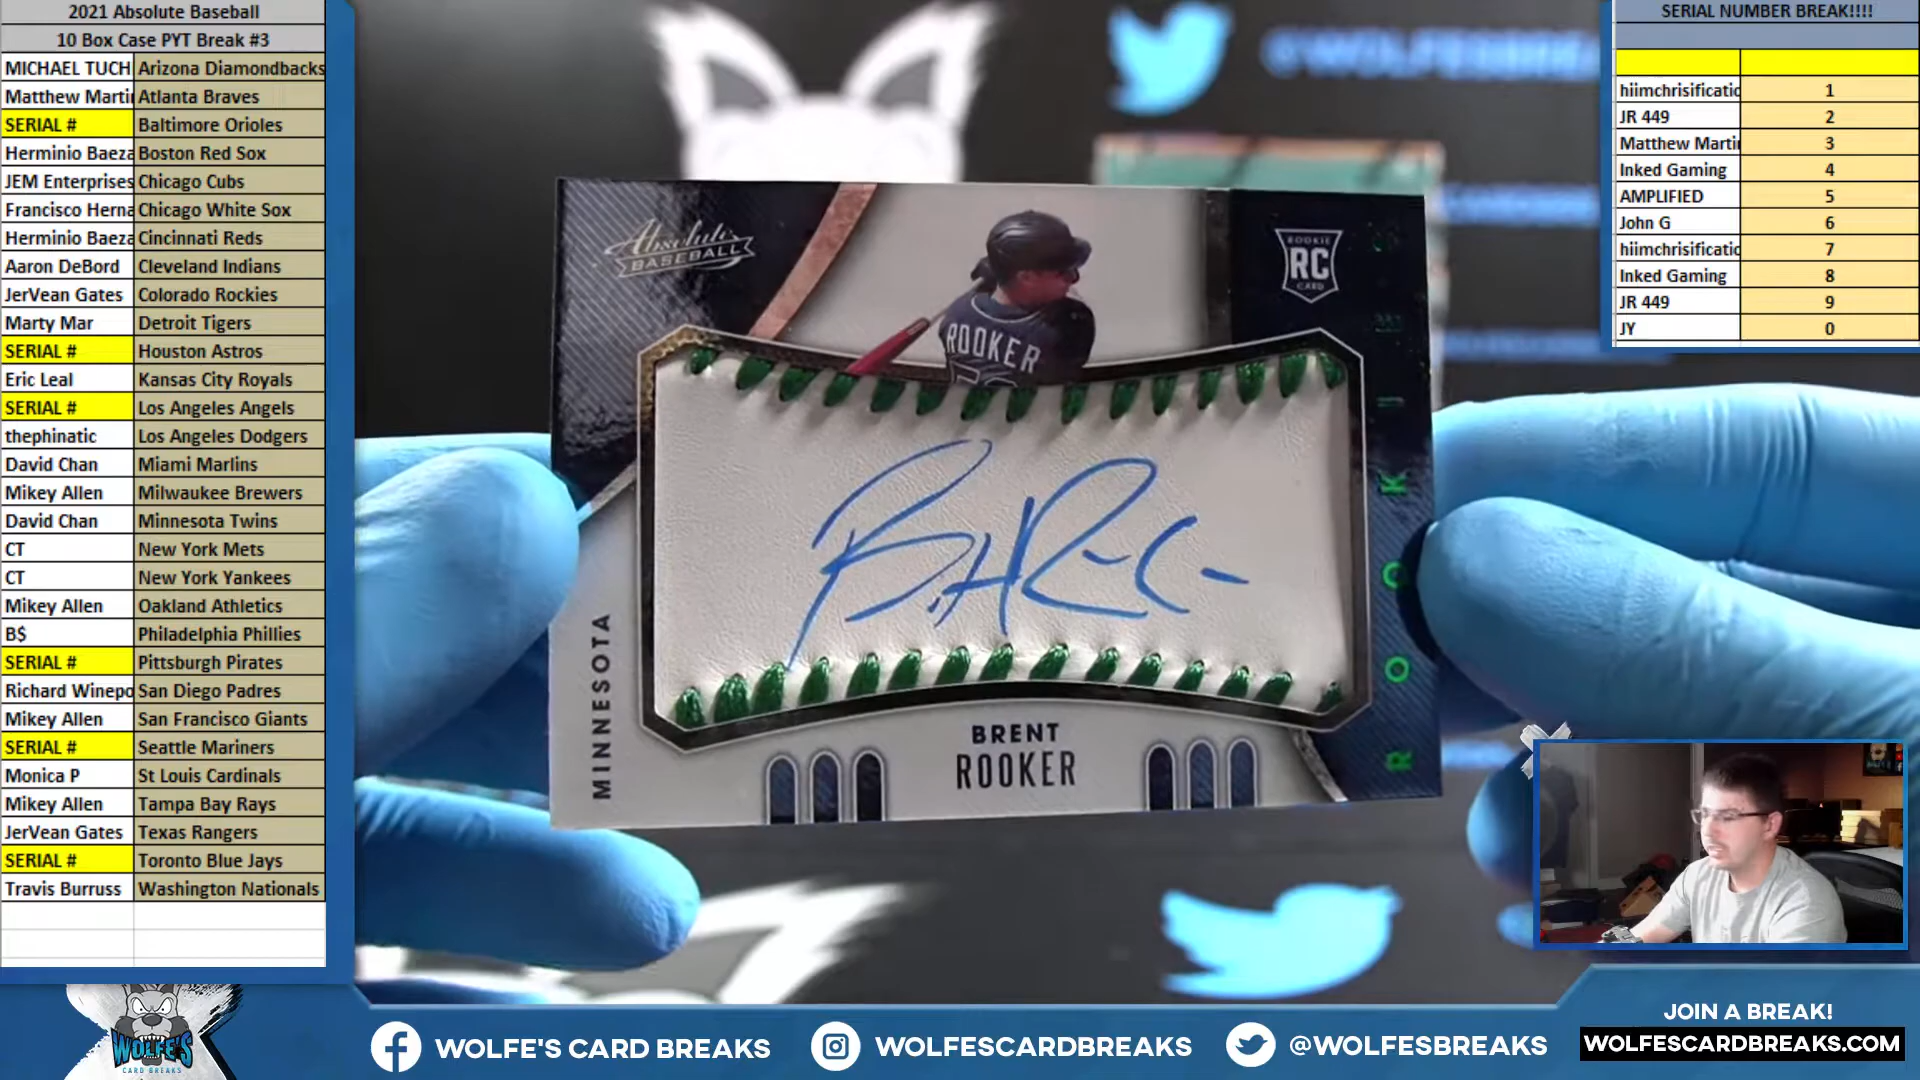 2021 Absolute Baseball
10 Box Case PYT Break #3
MICHAEL TUCH Arizona Diamondbacks
Matthew Marti Atlanta Braves
SERIAL # Baltimore Orioles
Herminio Baeza Boston Red Sox
JEM Enterprises Chicago Cubs
Francisco Herna Chicago White Sox
Herminio Baeza Cincinnati Reds
Aaron DeBord Cleveland Indians
JerVean Gates Colorado Rockies
Marty Mar Detroit Tigers
SERIAL # Houston Astros
Eric Leal Kansas City Royals
SERIAL # Los Angeles Angels
thephinatic Los Angeles Dodgers
David Chan Miami Marlins
Mikey Allen Milwaukee Brewers
David Chan Minnesota Twins
CT New York Mets
CT New York Yankees
Mikey Allen Oakland Athletics
B$ Philadelphia Phillies
SERIAL # Pittsburgh Pirates
Richard Winepo San Diego Padres
Mikey Allen San Francisco Giants
SERIAL # Seattle Mariners
Monica P St Louis Cardinals
Mikey Allen Tampa Bay Rays
JerVean Gates Texas Rangers
SERIAL # Toronto Blue Jays
Travis Burruss Washington Nationals
@WOLFESBREA
Absolute
BASEBALL
ROOKER
ROOKIE
RC
CARD
MINNESOTA
BRENT
ROOKER
ROOKIE
SERIAL NUMBER BREAK!!!!
hiimchrisificatio 1
JR 449 2
Matthew Marti 3
Inked Gaming 4
AMPLIFIED 5
John G 6
hiimchrisificatio 7
Inked Gaming 8
JR 449 9
JY 0
WOLFE'S
CARD BREAKS
WOLFE'S CARD BREAKS
WOLFESCARDBREAKS
@WOLFESBREAKS
JOIN A BREAK!
WOLFESCARDBREAKS.COM